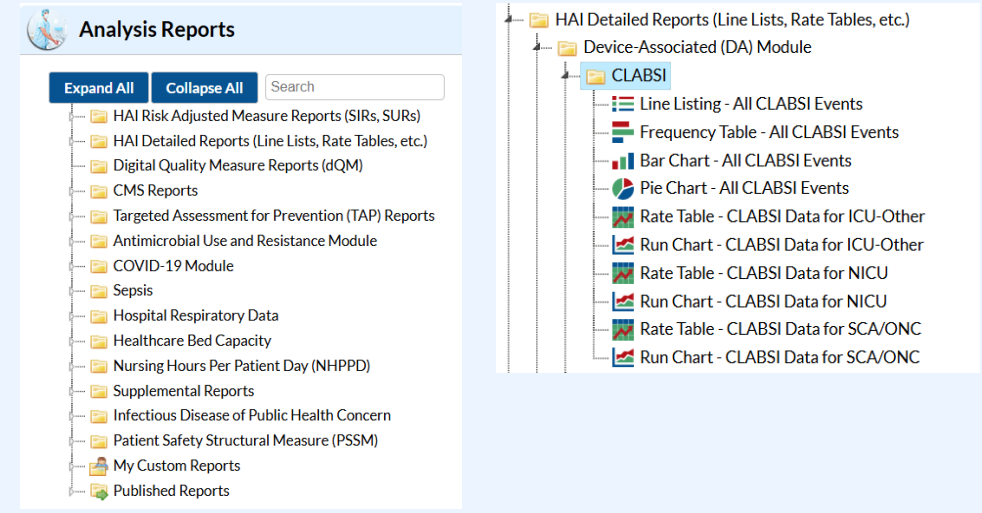 Analysis Reports
Expand All
Collapse All
Search
HAI Risk Adjusted Measure Reports (SIRs, SURs)
HAI Detailed Reports (Line Lists, Rate Tables, etc.)
Digital Quality Measure Reports (dQM)
CMS Reports
Targeted Assessment for Prevention (TAP) Reports
Antimicrobial Use and Resistance Module
COVID-19 Module
Sepsis
Hospital Respiratory Data
Healthcare Bed Capacity
Nursing Hours Per Patient Day (NHPPD)
Supplemental Reports
Infectious Disease of Public Health Concern
Patient Safety Structural Measure (PSSM)
My Custom Reports
Published Reports
HAI Detailed Reports (Line Lists, Rate Tables, etc.)
Device-Associated (DA) Module
CLABSI
Line Listing - All CLABSI Events
Frequency Table - All CLABSI Events
Bar Chart - All CLABSI Events
Pie Chart - All CLABSI Events
Rate Table - CLABSI Data for ICU-Other
Run Chart - CLABSI Data for ICU-Other
Rate Table - CLABSI Data for NICU
Run Chart - CLABSI Data for NICU
Rate Table - CLABSI Data for SCA/ONC
Run Chart - CLABSI Data for SCA/ONC